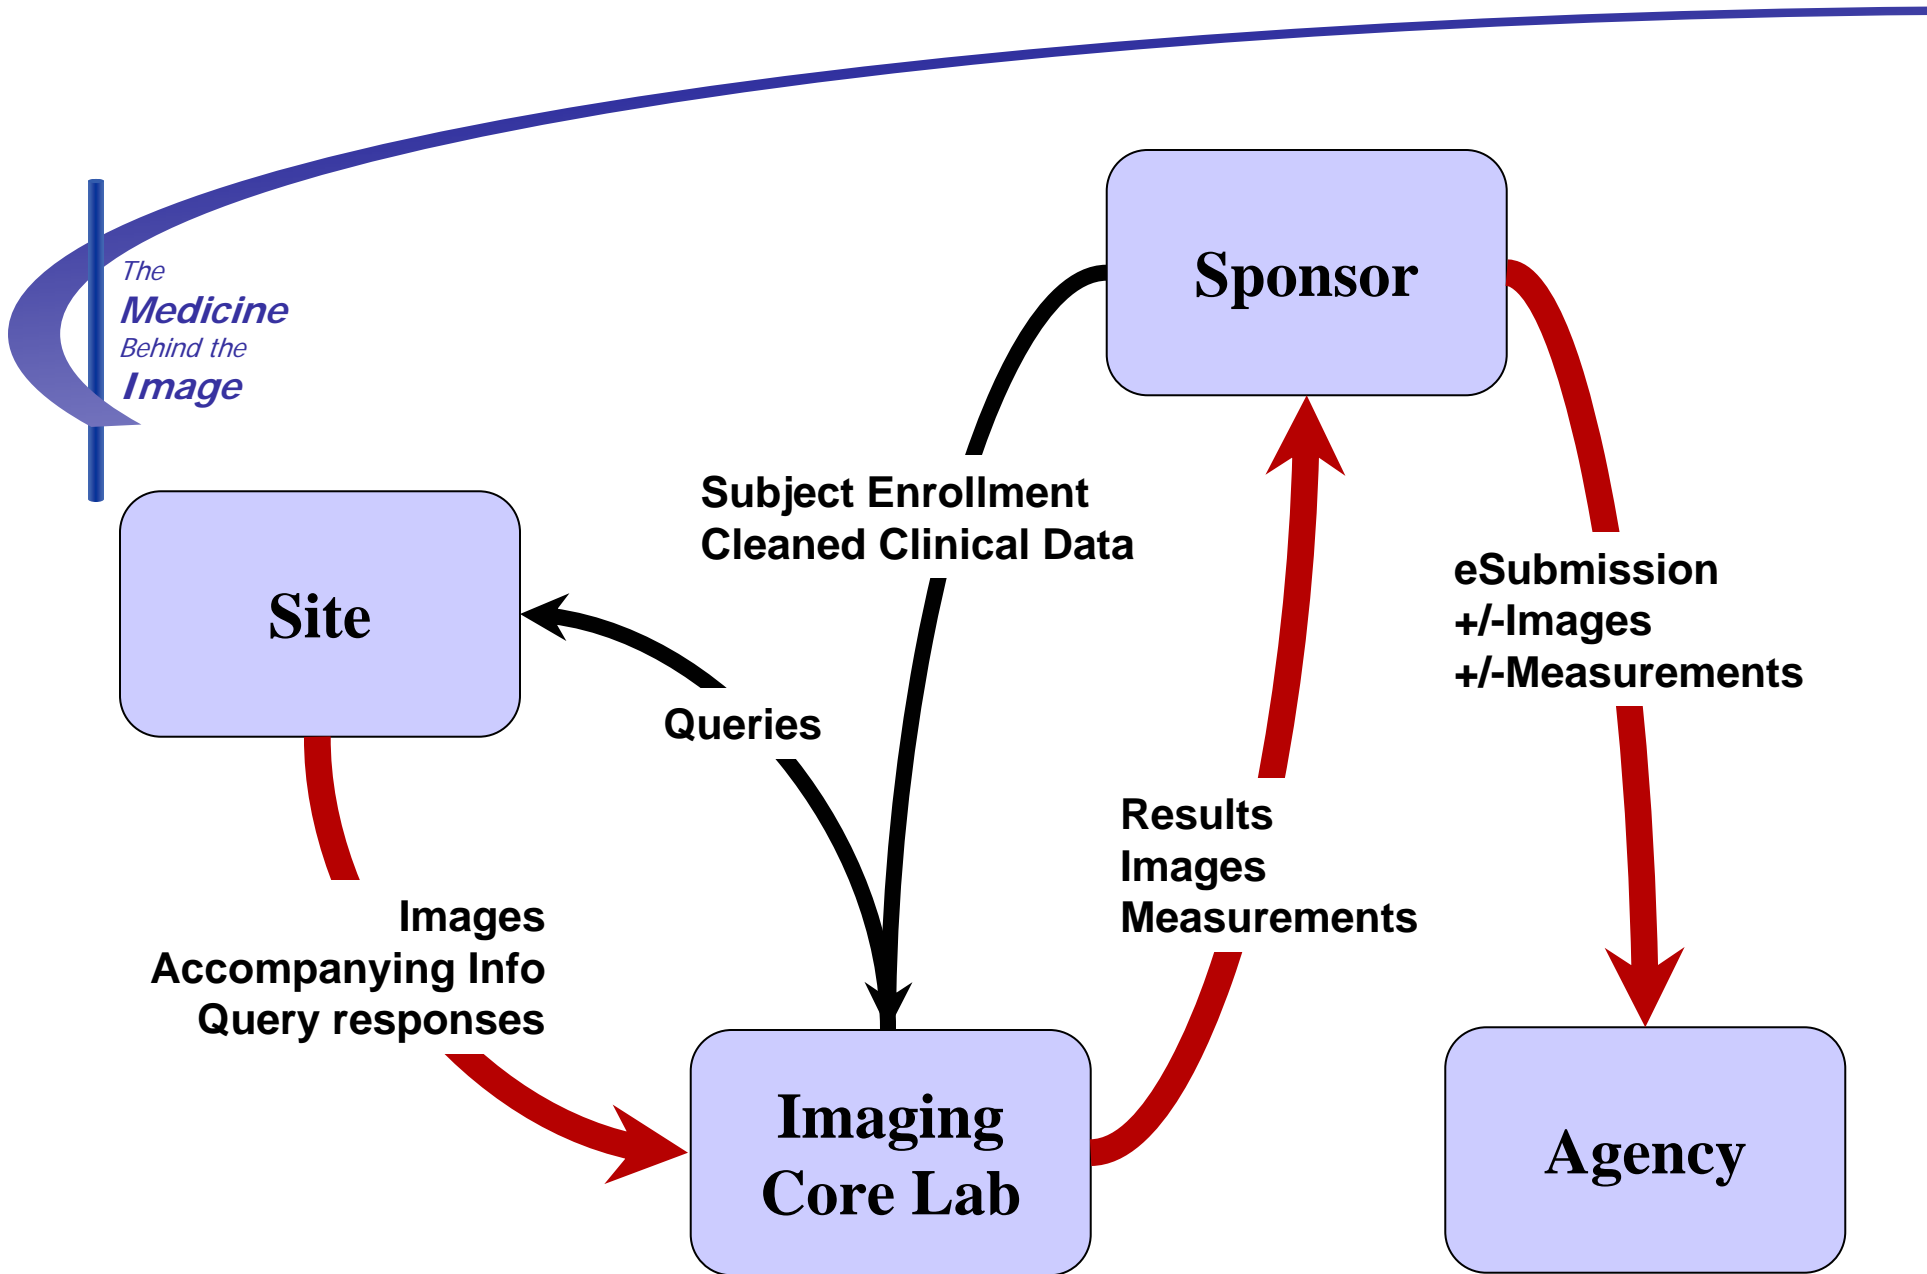 The
Medicine
Behind the
Image
Sponsor
Subject Enrollment
Cleaned Clinical Data
Site
eSubmission
+/-Images
+/-Measurements
Queries
Results
Images
Measurements
Images
Accompanying Info
Query responses
Imaging
Core Lab
Agency